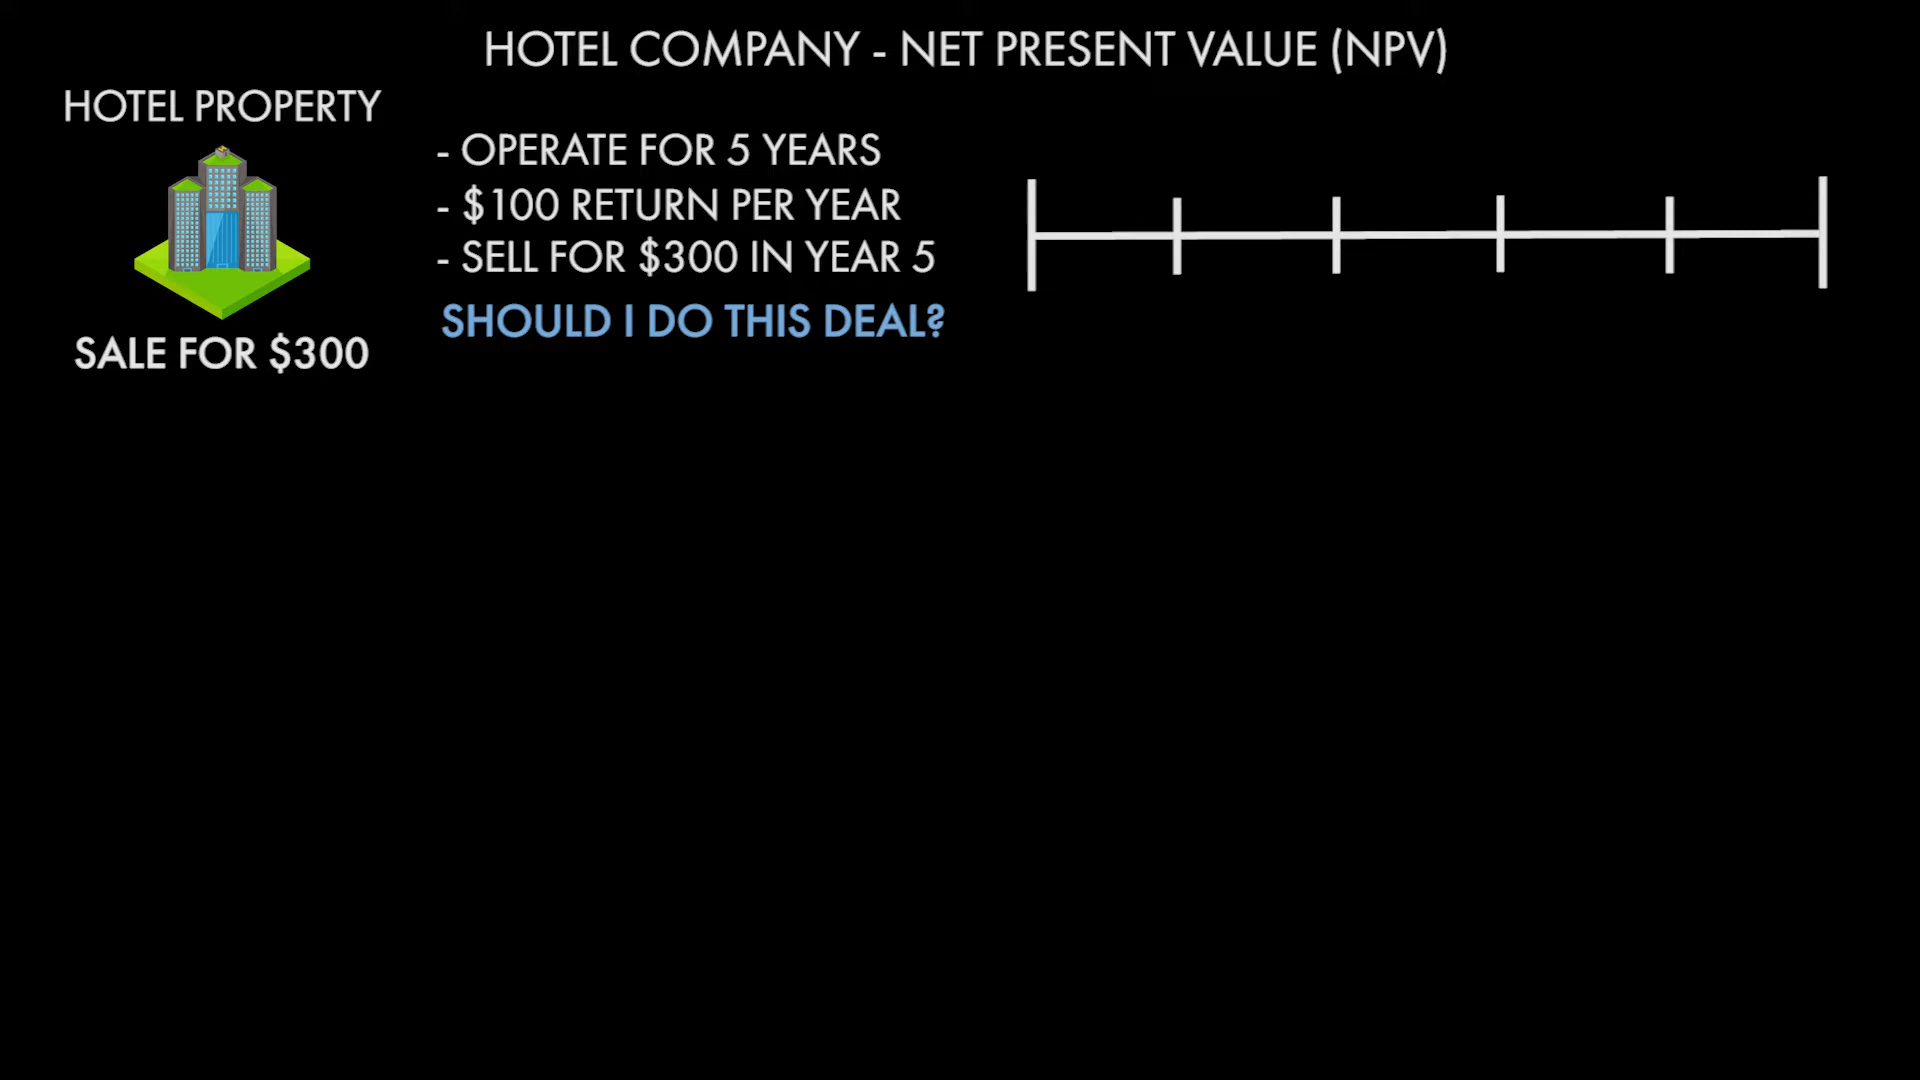 HOTEL COMPANY - NET PRESENT VALUE (NPV)
HOTEL PROPERTY
SALE FOR $300
- OPERATE FOR 5 YEARS
- $100 RETURN PER YEAR
- SELL FOR $300 IN YEAR 5
SHOULD I DO THIS DEAL?